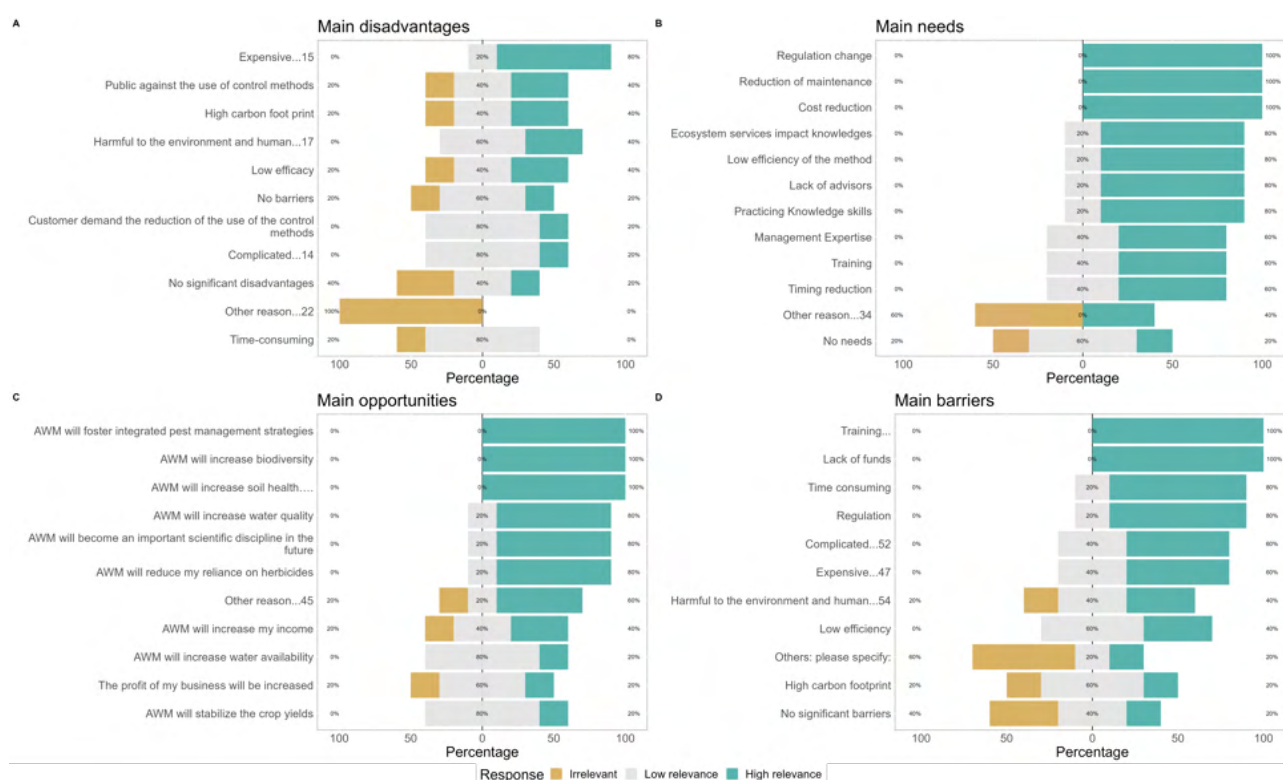 A
Main disadvantages
Expensive...15
0%
20%
80%
Public against the use of control methods
20%
40%
40%
High carbon foot print
20%
40%
40%
Harmful to the environment and human...17
0%
60%
40%
Low efficacy
20%
40%
40%
No barriers
20%
60%
20%
Customer demand the reduction of the use of the control
methods
0%
80%
20%
Complicated...14
0%
80%
20%
No significant disadvantages
40%
40%
20%
Other reason...22
100%
0%
0%
Time-consuming
20%
80%
0%
100 50 0 50 100
Percentage
B
Main needs
Regulation change
0%
0%
100%
Reduction of maintenance
0%
0%
100%
Cost reduction
0%
0%
100%
Ecosystem services impact knowledges
0%
20%
80%
Low efficiency of the method
0%
20%
80%
Lack of advisors
0%
20%
80%
Practicing Knowledge skills
0%
20%
80%
Management Expertise
0%
40%
60%
Training
0%
40%
60%
Timing reduction
0%
40%
60%
Other reason...34
60%
0%
40%
No needs
20%
60%
20%
100 50 0 50 100
Percentage
C
Main opportunities
AWM will foster integrated pest management strategies
0%
0%
100%
AWM will increase biodiversity
0%
0%
100%
AWM will increase soil health....
0%
0%
100%
AWM will increase water quality
0%
20%
80%
AWM will become an important scientific discipline in the
future
0%
20%
80%
AWM will reduce my reliance on herbicides
0%
20%
80%
Other reason...45
20%
20%
60%
AWM will increase my income
20%
40%
40%
AWM will increase water availability
0%
80%
20%
The profit of my business will be increased
20%
60%
20%
AWM will stabilize the crop yields
0%
80%
20%
100 50 0 50 100
Percentage
D
Main barriers
Training...
0%
0%
100%
Lack of funds
0%
0%
100%
Time consuming
0%
20%
80%
Regulation
0%
20%
80%
Complicated...52
0%
40%
60%
Expensive...47
0%
40%
60%
Harmful to the environment and human...54
20%
40%
40%
Low efficiency
0%
60%
40%
Others: please specify:
60%
20%
20%
High carbon footprint
20%
60%
20%
No significant barriers
40%
40%
20%
100 50 0 50 100
Percentage
Response Irrelevant Low relevance High relevance